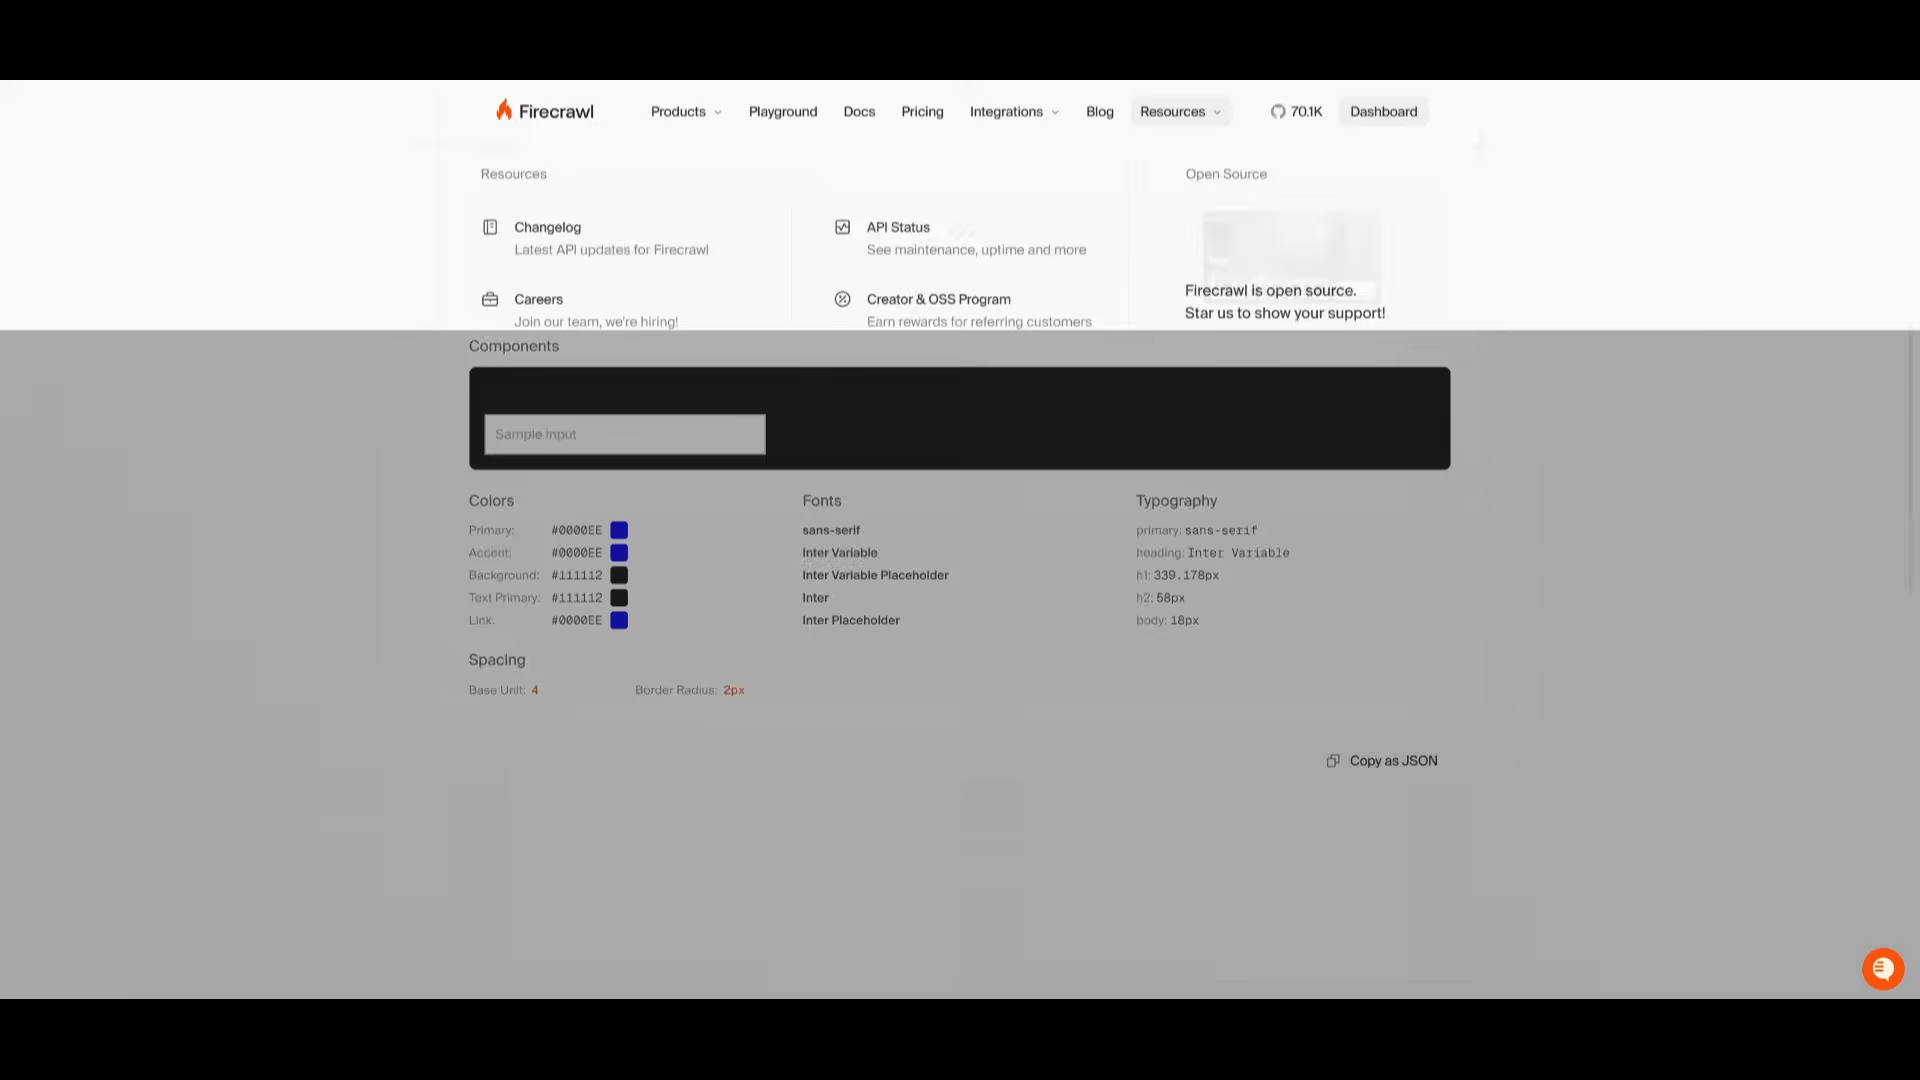 Firecrawl
Products
Playground
Docs
Pricing
Integrations
Blog
Resources
70.1K
Dashboard
Resources
Open Source
Changelog
Latest API updates for Firecrawl
API Status
See maintenance, uptime and more
Careers
Join our team, we're hiring!
Creator & OSS Program
Earn rewards for referring customers
Firecrawl is open source.
Star us to show your support!
Components
Sample Input
Colors
Primary: #0000EE
Accent: #0000EE
Background: #111112
Text Primary: #111112
Link: #0000EE
Fonts
sans-serif
Inter Variable
Inter Variable Placeholder
Inter
Inter Placeholder
Typography
primary: sans-serif
heading: Inter Variable
h1: 339.178px
h2: 58px
body: 18px
Spacing
Base Unit: 4
Border Radius: 2px
Copy as JSON